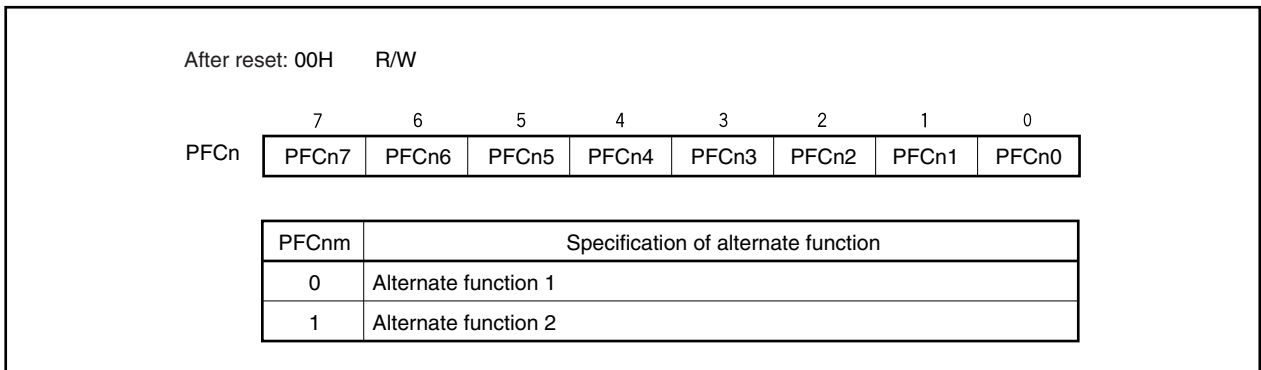 After reset: 00H R/W
7 6 5 4 3 2 1 0
PFCn PFCn7 PFCn6 PFCn5 PFCn4 PFCn3 PFCn2 PFCn1 PFCn0
PFCnm Specification of alternate function
0 Alternate function 1
1 Alternate function 2